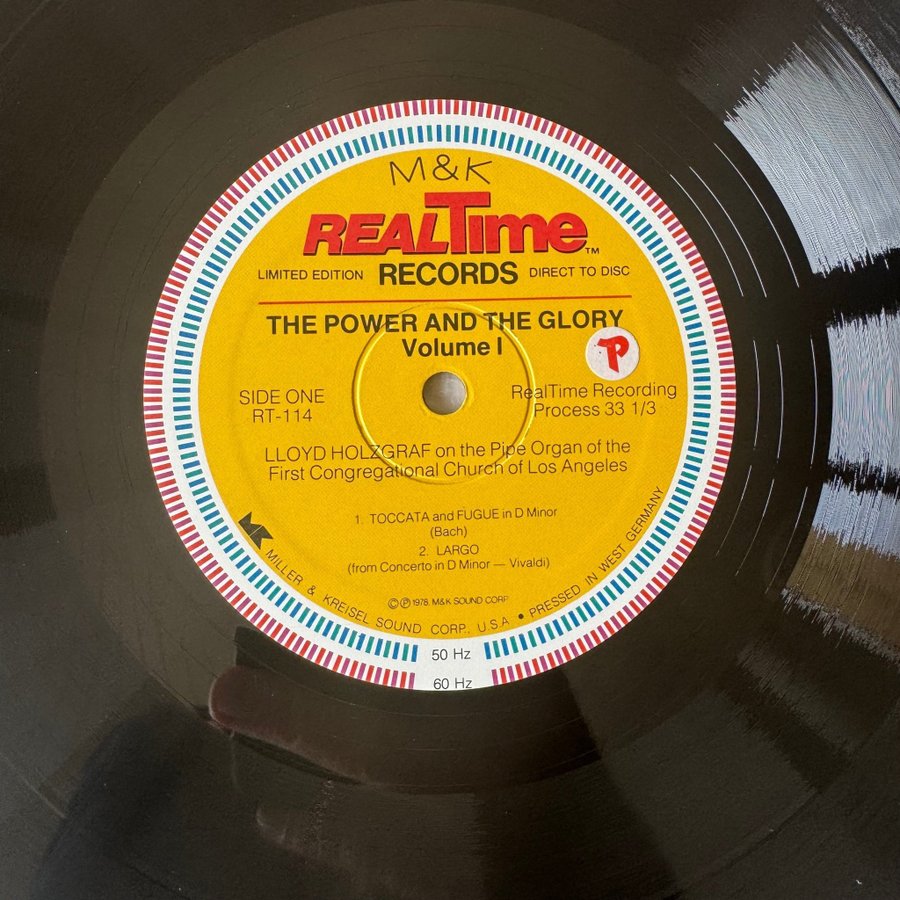 M&K
REALTime™
LIMITED EDITION RECORDS DIRECT TO DISC
THE POWER AND THE GLORY
Volume I
P
SIDE ONE
RT-114
RealTime Recording
Process 33 1/3
LLOYD HOLZGRAF on the Pipe Organ of the
First Congregational Church of Los Angeles
1. TOCCATA and FUGUE in D Minor
(Bach)
2. LARGO
(from Concerto in D Minor — Vivaldi)
©℗ 1978, M&K SOUND CORP
MK MILLER & KREISEL SOUND CORP., U.S.A • PRESSED IN WEST GERMANY
50 Hz
60 Hz